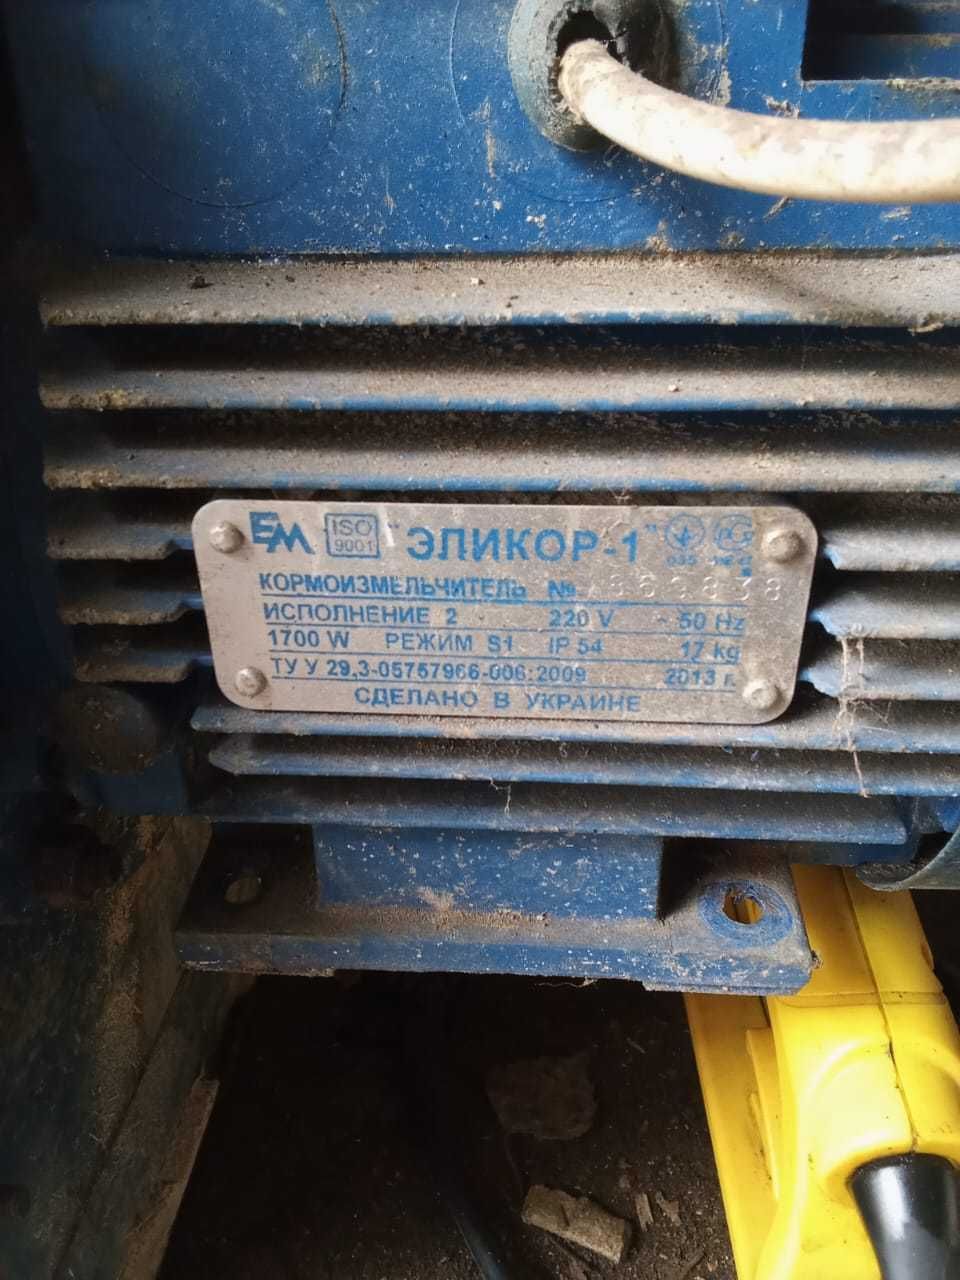 ЕМ ISO 9001 "ЭЛИКОР-1"
КОРМОИЗМЕЛЬЧИТЕЛЬ №
ИСПОЛНЕНИЕ 2 220 V ~ 50 Hz
1700 W РЕЖИМ S1 IP 54 17 kg
ТУ У 29.3-05757966-006:2009 2013 г.
СДЕЛАНО В УКРАИНЕ